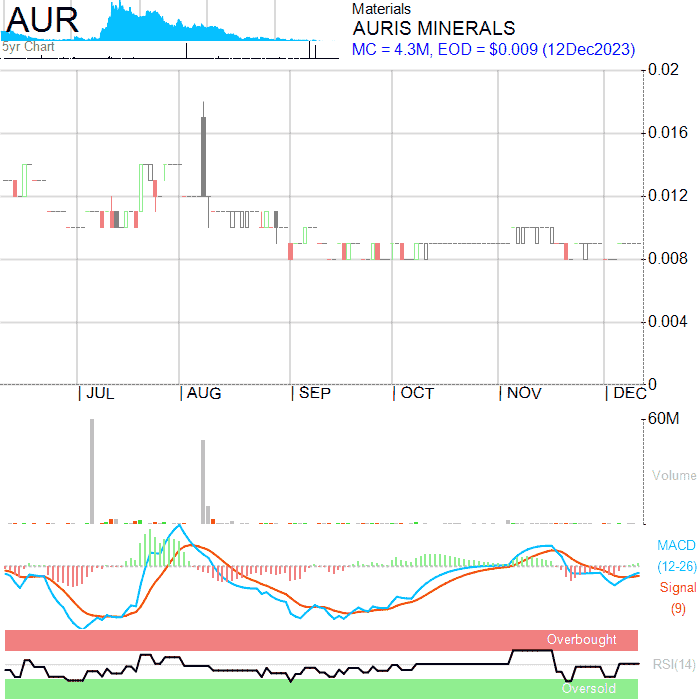 AUR
5yr Chart
Materials
AURIS MINERALS
MC = 4.3M, EOD = $0.009 (12Dec2023)
0.02
0.016
0.012
0.008
0.004
0
| JUL | AUG | SEP | OCT | NOV | DEC
60M
Volume
MACD
(12-26)
Signal
(9)
Overbought
RSI(14)
Oversold